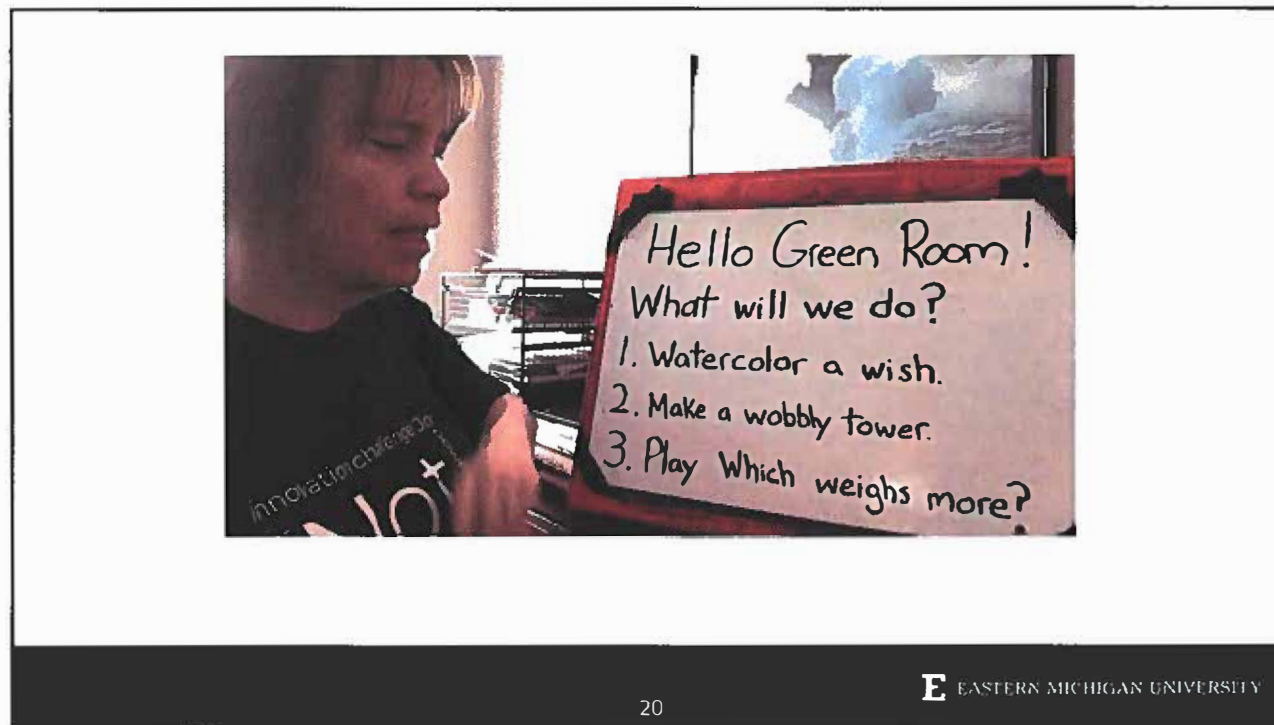 Hello Green Room!
What will we do?
1. Watercolor a wish.
2. Make a wobbly tower.
3. Play Which weighs more?
innovationchallenge
Not
E EASTERN MICHIGAN UNIVERSITY
20